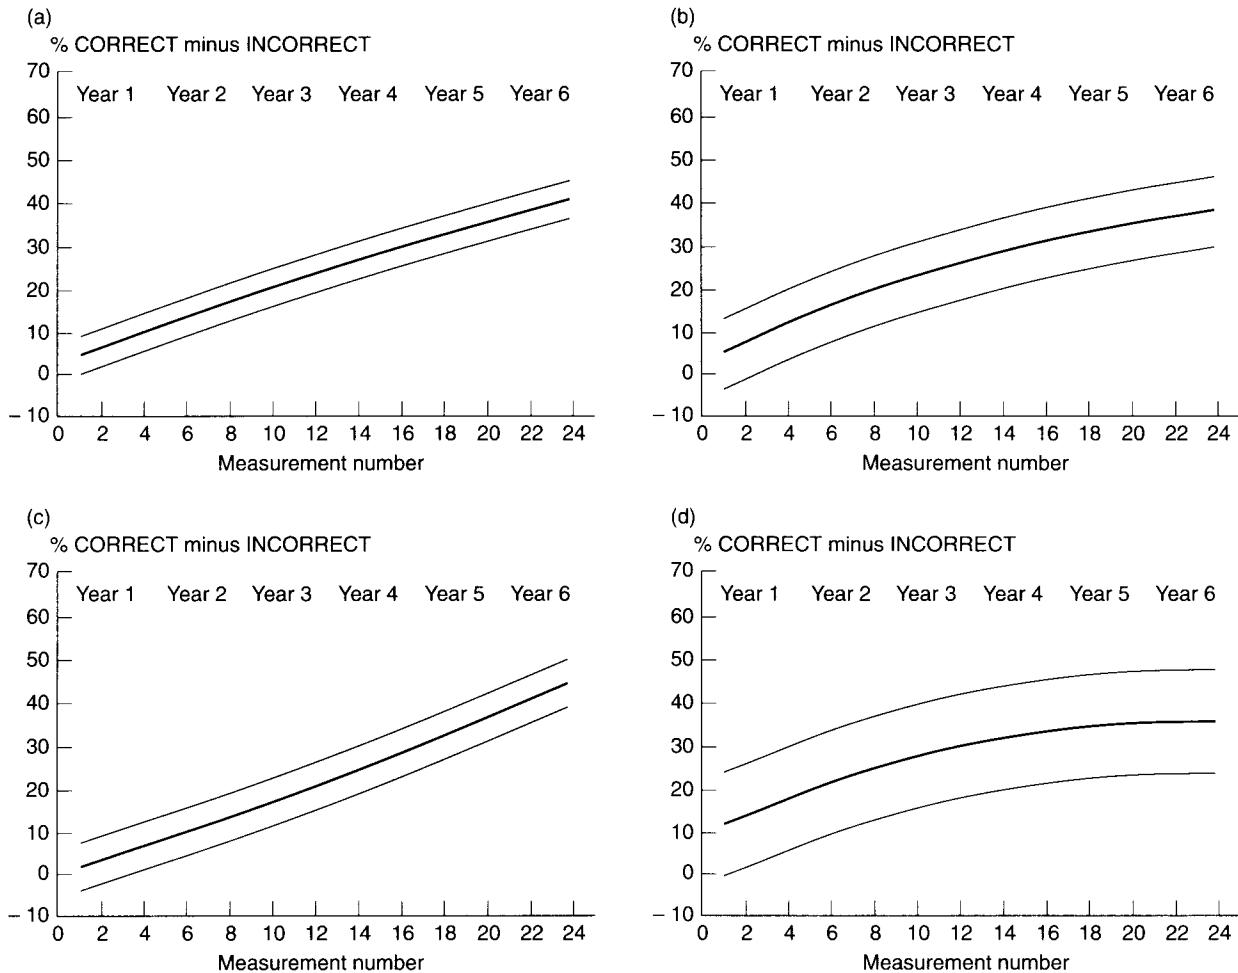 (a)
% CORRECT minus INCORRECT
70
Year 1 Year 2 Year 3 Year 4 Year 5 Year 6
60
50
40
30
20
10
0
– 10
0 2 4 6 8 10 12 14 16 18 20 22 24
Measurement number
(b)
% CORRECT minus INCORRECT
70
Year 1 Year 2 Year 3 Year 4 Year 5 Year 6
60
50
40
30
20
10
0
– 10
0 2 4 6 8 10 12 14 16 18 20 22 24
Measurement number
(c)
% CORRECT minus INCORRECT
70
Year 1 Year 2 Year 3 Year 4 Year 5 Year 6
60
50
40
30
20
10
0
– 10
0 2 4 6 8 10 12 14 16 18 20 22 24
Measurement number
(d)
% CORRECT minus INCORRECT
70
Year 1 Year 2 Year 3 Year 4 Year 5 Year 6
60
50
40
30
20
10
0
– 10
0 2 4 6 8 10 12 14 16 18 20 22 24
Measurement number